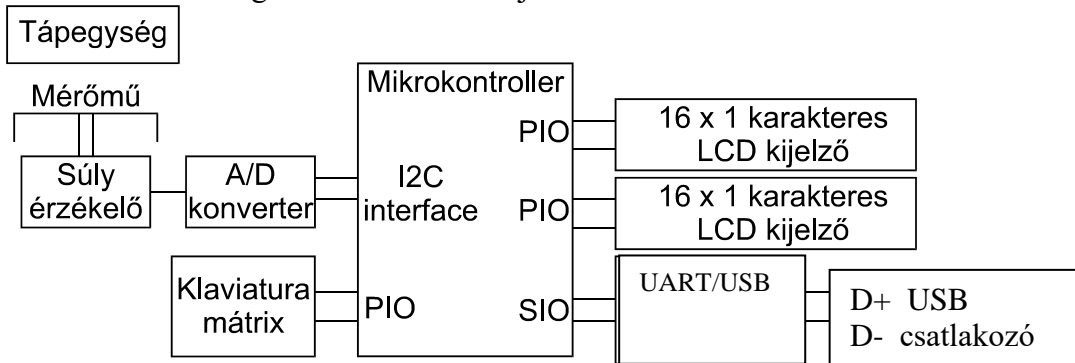 Tápegység
Mérőmű
Súly
érzékelő
A/D
konverter
Klaviatura
mátrix
Mikrokontroller
I2C
interface
PIO
PIO
PIO
SIO
16 x 1 karakteres
LCD kijelző
16 x 1 karakteres
LCD kijelző
UART/USB
D+ USB
D- csatlakozó